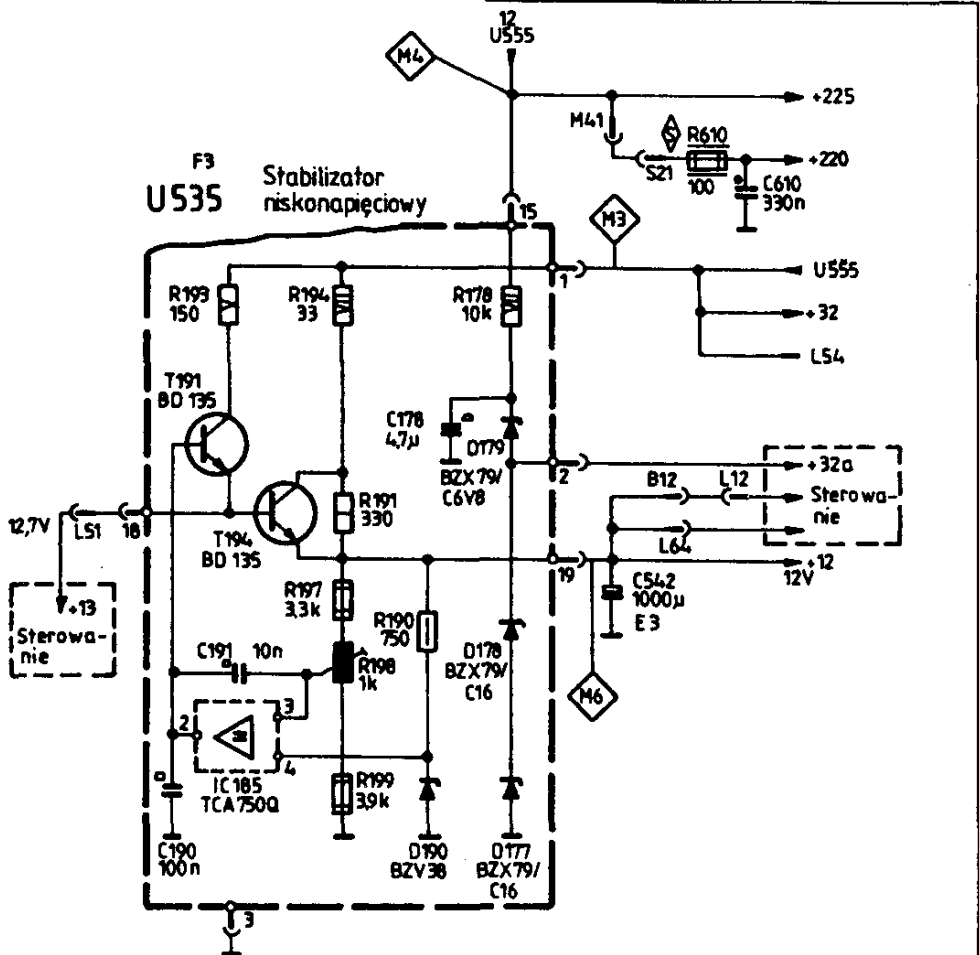 12
U555
M4
+225
M41
S
R610
+220
S21
100
C610
330n
F3
U535
Stabilizator
niskonapięciowy
15
M3
1
U555
R193
150
R194
33
R178
10k
+32
L54
T191
BD 135
C178
4,7µ
D179
BZX79/
C6V8
2
+32a
B12
L12
Sterowa-
nie
12,7V
L51
18
T194
BD 135
R191
330
L64
19
+12
12V
C542
1000µ
E3
R197
3,3k
R190
750
+13
Sterowa-
nie
C191
10n
R198
1k
D178
BZX79/
C16
M6
2
3
4
IC185
TCA750Q
R199
3,9k
C190
100n
D190
BZV38
D177
BZX79/
C16
3